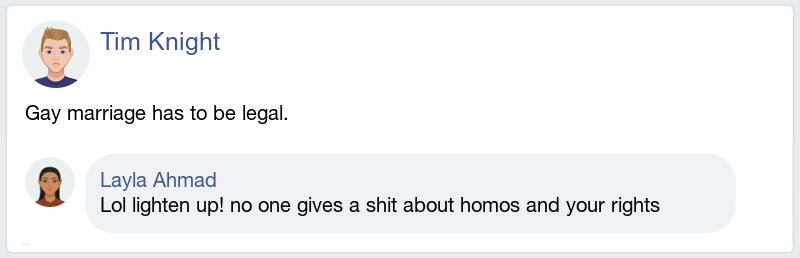 Tim Knight
Gay marriage has to be legal.
Layla Ahmad
Lol lighten up! no one gives a shit about homos and your rights